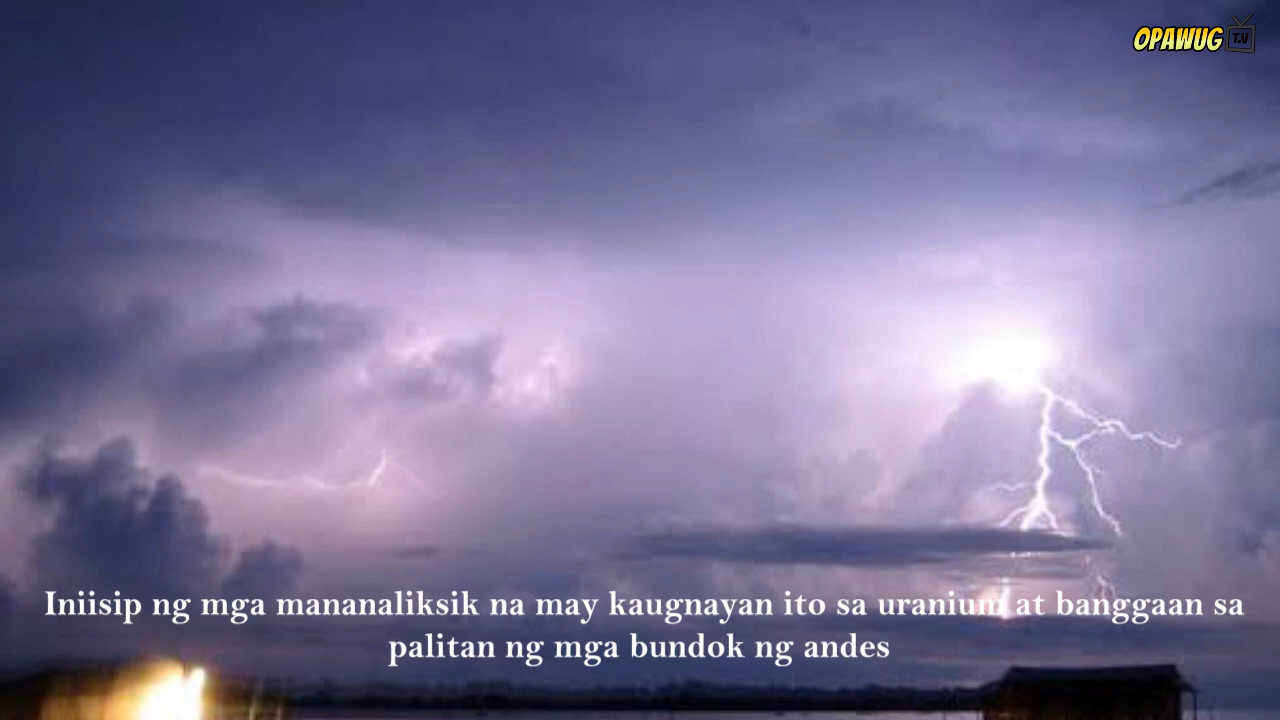 OPAWUG T.V
Iniisip ng mga mananaliksik na may kaugnayan ito sa uranium at banggaan sa
palitan ng mga bundok ng andes